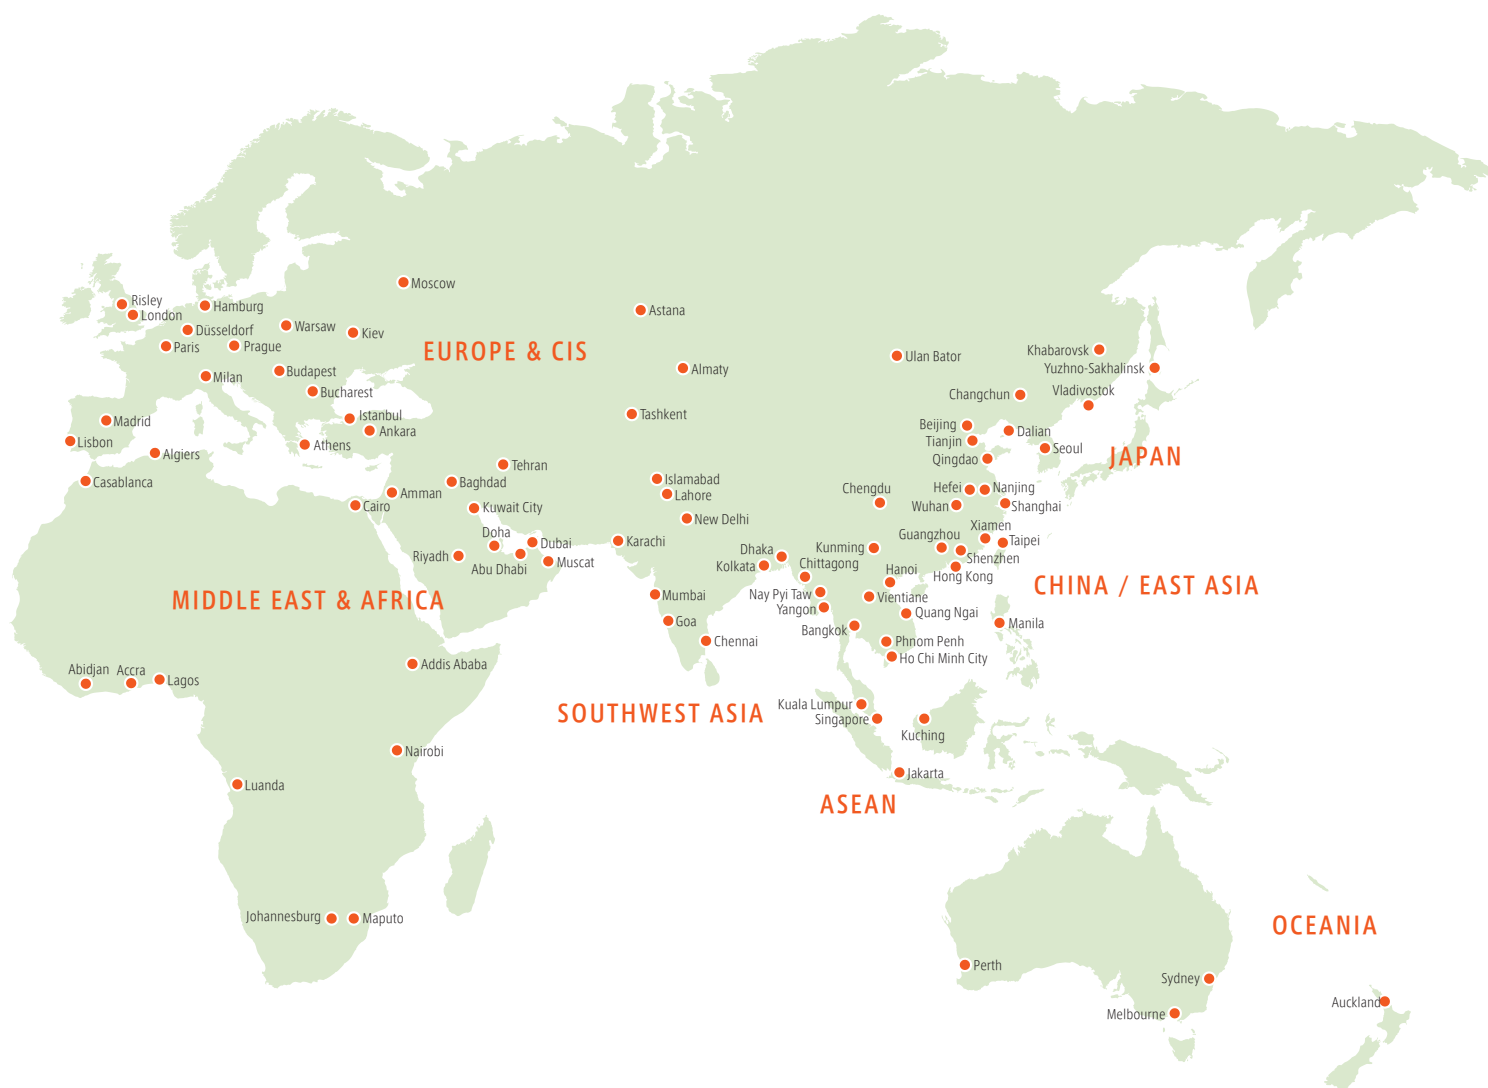 Moscow
Risley
London
Hamburg
Astana
Düsseldorf
Warsaw
Kiev
Paris
Prague
EUROPE & CIS
Khabarovsk
Ulan Bator
Yuzhno-Sakhalinsk
Milan
Budapest
Almaty
Bucharest
Changchun
Vladivostok
Madrid
Istanbul
Tashkent
Ankara
Beijing
Dalian
Lisbon
Algiers
Athens
Tianjin
Seoul
JAPAN
Qingdao
Tehran
Casablanca
Baghdad
Islamabad
Amman
Lahore
Chengdu
Hefei
Nanjing
Cairo
Kuwait City
Wuhan
Shanghai
New Delhi
Xiamen
Doha
Dubai
Karachi
Guangzhou
Taipei
Riyadh
Abu Dhabi
Muscat
Dhaka
Kunming
Shenzhen
Kolkata
Chittagong
Hanoi
Hong Kong
CHINA / EAST ASIA
MIDDLE EAST & AFRICA
Mumbai
Nay Pyi Taw
Vientiane
Yangon
Quang Ngai
Goa
Bangkok
Manila
Chennai
Phnom Penh
Ho Chi Minh City
Addis Ababa
Abidjan
Accra
Lagos
SOUTHWEST ASIA
Kuala Lumpur
Singapore
Kuching
Nairobi
Jakarta
Luanda
ASEAN
Johannesburg
Maputo
OCEANIA
Perth
Sydney
Auckland
Melbourne